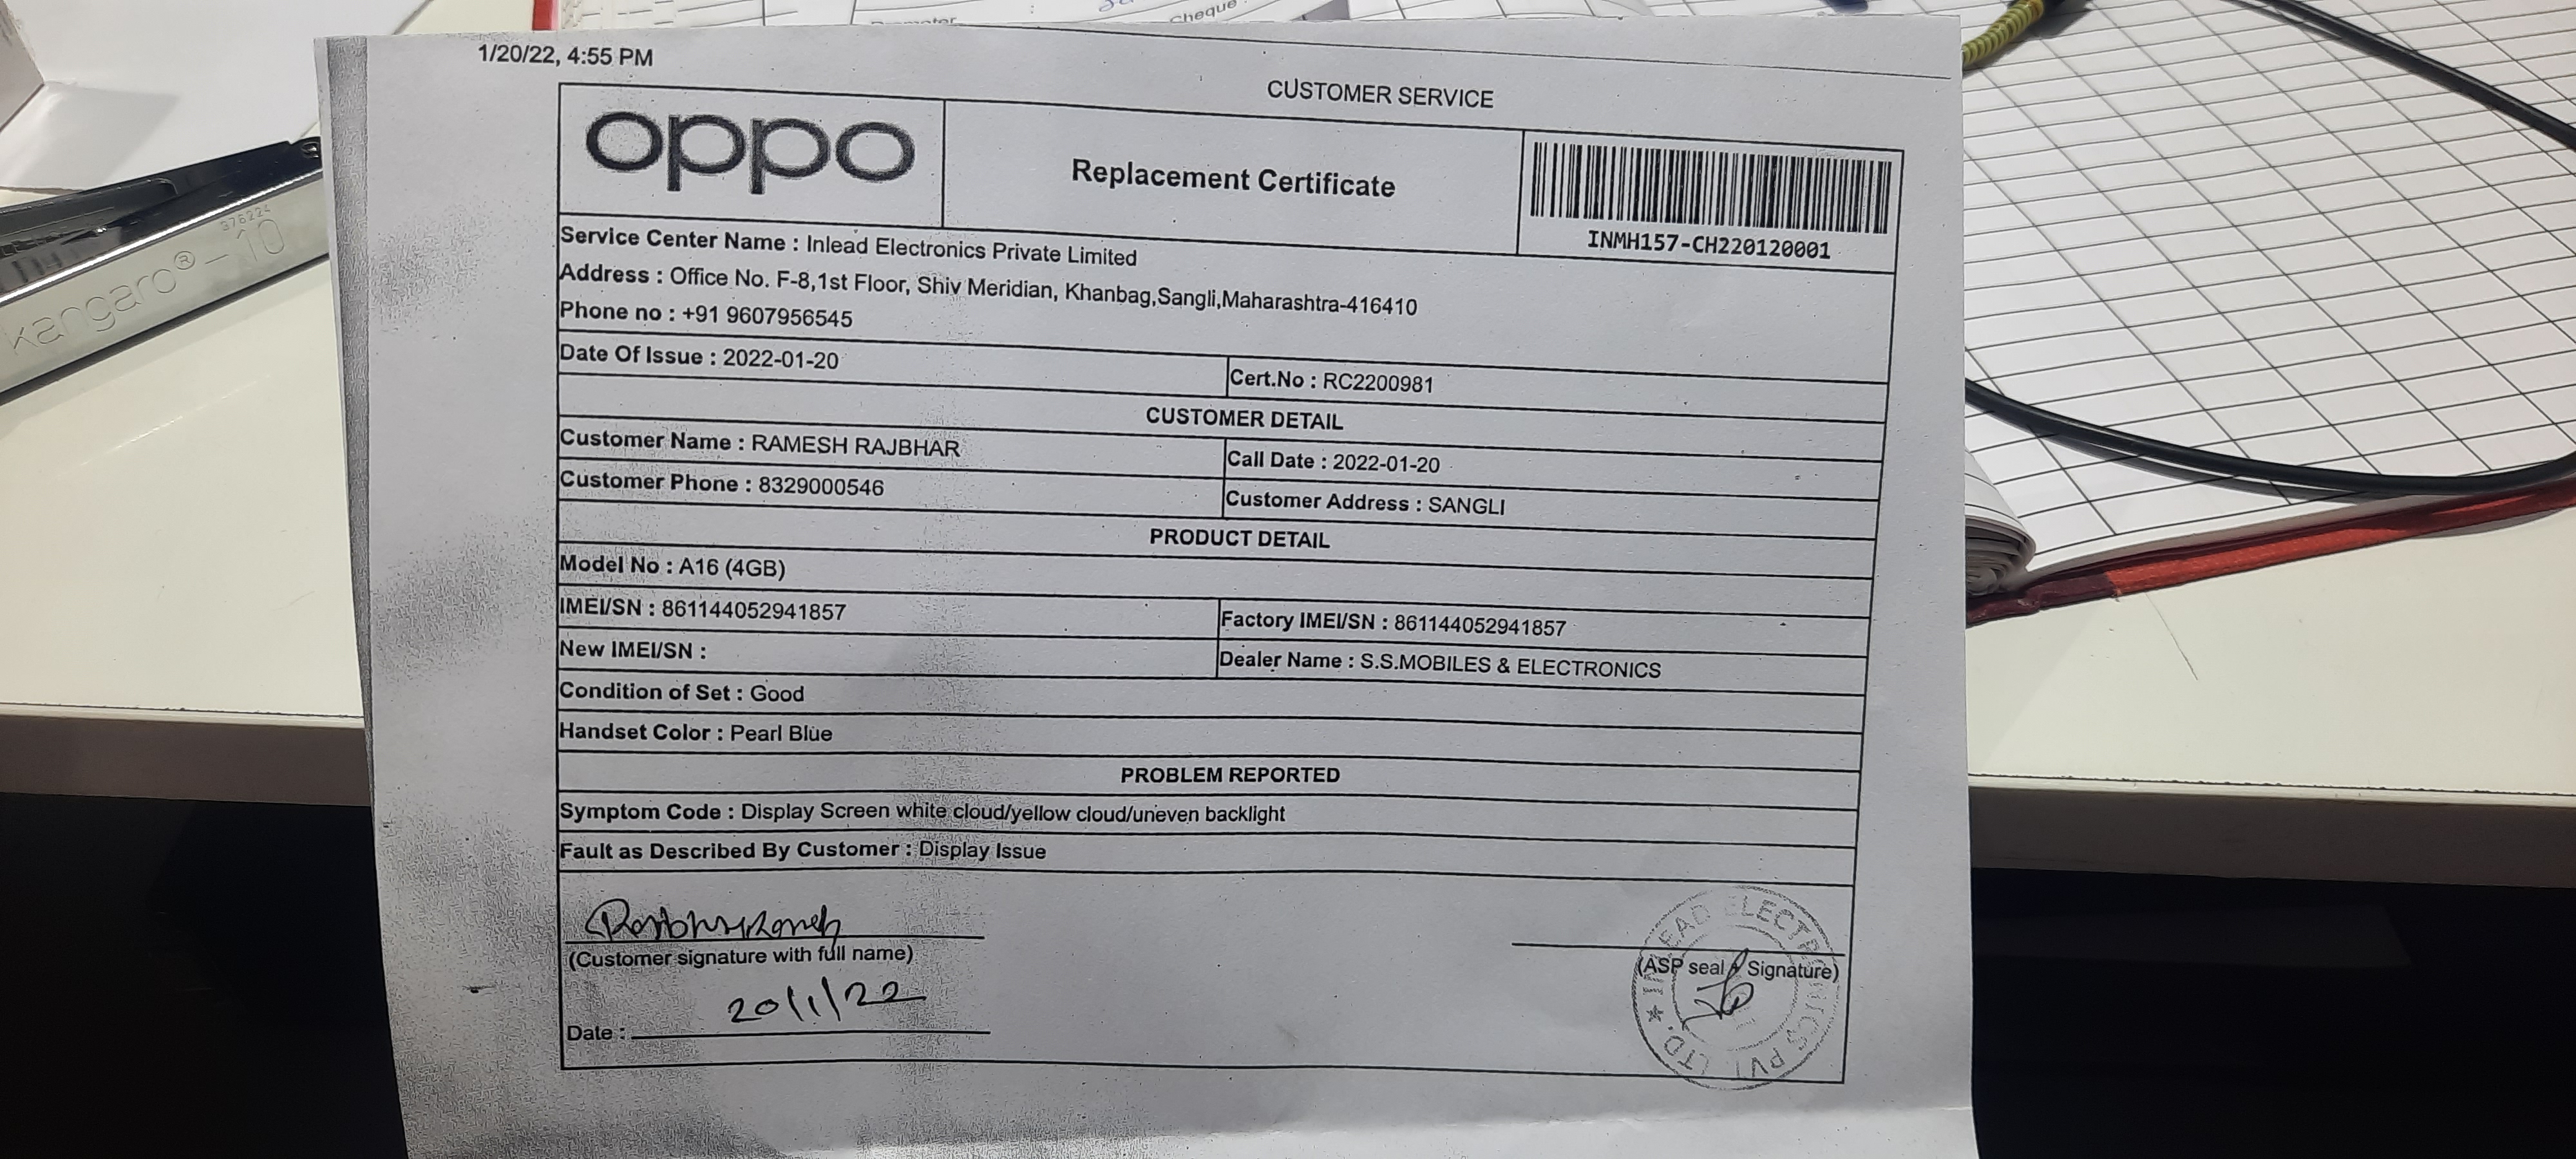 Cheque
1/20/22, 4:55 PM
CUSTOMER SERVICE
oppo
Replacement Certificate
INMH157-CH220120001
Service Center Name : Inlead Electronics Private Limited
Address : Office No. F-8,1st Floor, Shiv Meridian, Khanbag,Sangli,Maharashtra-416410
Phone no : +91 9607956545
Date Of Issue : 2022-01-20
Cert.No : RC2200981
CUSTOMER DETAIL
Customer Name : RAMESH RAJBHAR
Call Date : 2022-01-20
Customer Phone : 8329000546
Customer Address : SANGLI
PRODUCT DETAIL
Model No : A16 (4GB)
IMEI/SN : 861144052941857
Factory IMEI/SN : 861144052941857
New IMEI/SN :
Dealer Name : S.S.MOBILES & ELECTRONICS
Condition of Set : Good
Handset Color : Pearl Blue
PROBLEM REPORTED
Symptom Code : Display Screen white cloud/yellow cloud/uneven backlight
Fault as Described By Customer : Display Issue
(Customer signature with full name)
(ASP seal Signature)
20/1/22
Date :
INLEAD ELECTRONICS PVT LTD. ★
kangaro® - 10
376224